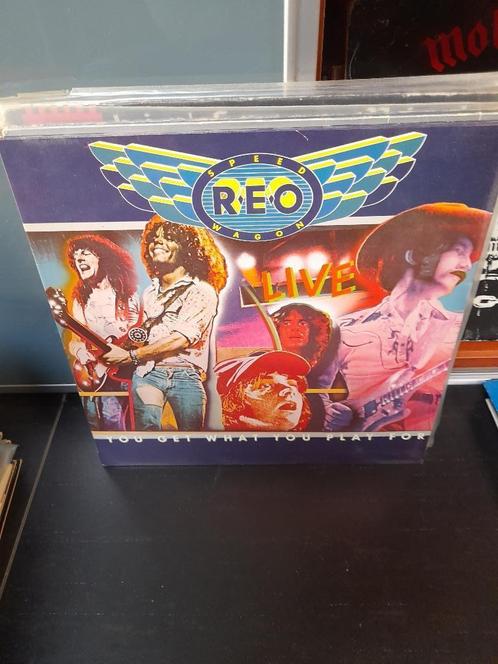 SPEED
REO
WAGON
LIVE
YOU GET WHAT YOU PLAY FOR